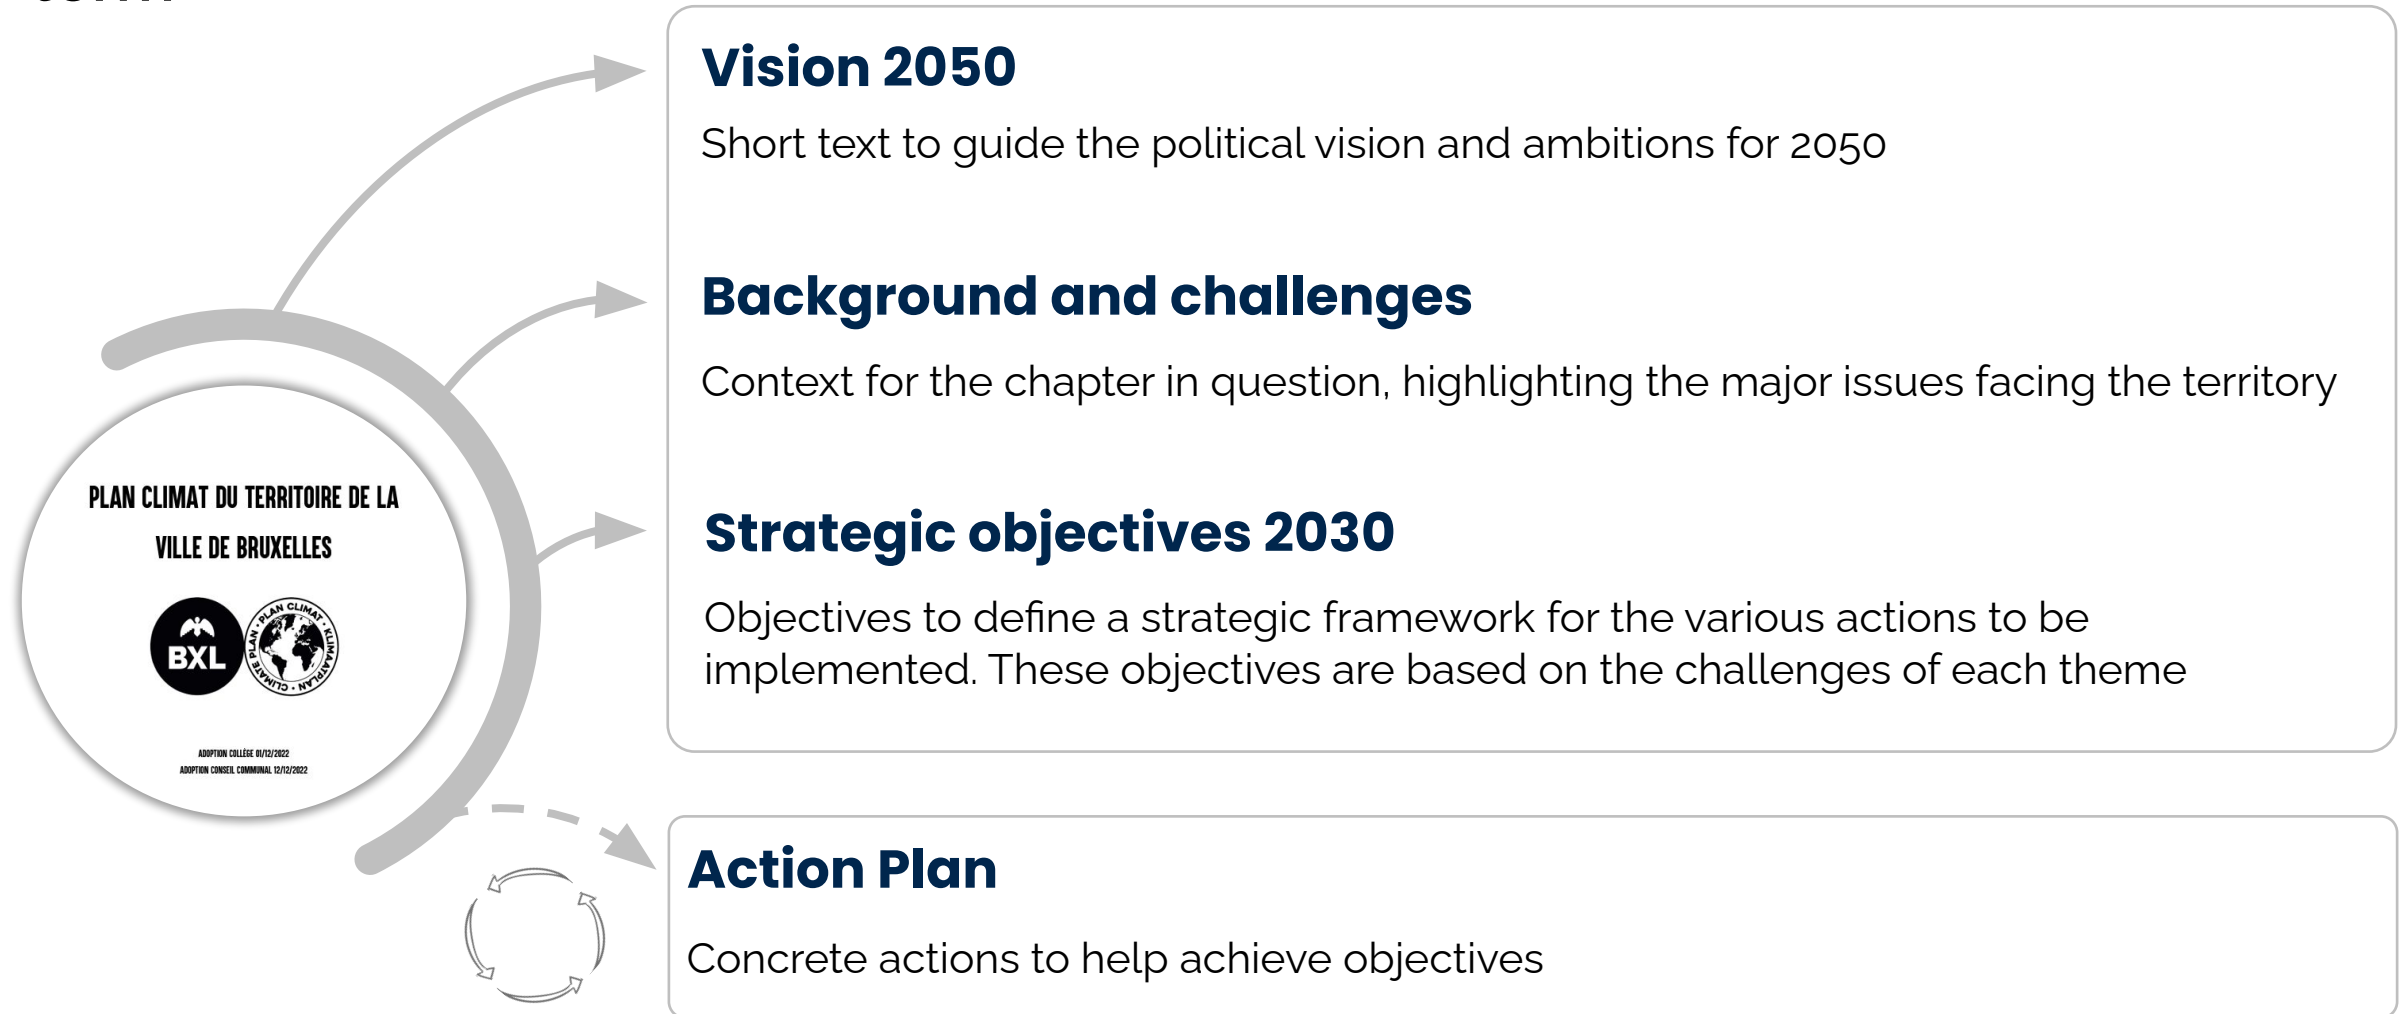 Vision 2050
Short text to guide the political vision and ambitions for 2050
Background and challenges
Context for the chapter in question, highlighting the major issues facing the territory
Strategic objectives 2030
Objectives to define a strategic framework for the various actions to be
implemented. These objectives are based on the challenges of each theme
PLAN CLIMAT DU TERRITOIRE DE LA
VILLE DE BRUXELLES
BXL
PLAN CLIMAT · KLIMAATPLAN · CLIMATE PLAN ·
ADOPTION COLLÈGE 01/12/2022
ADOPTION CONSEIL COMMUNAL 12/12/2022
Action Plan
Concrete actions to help achieve objectives